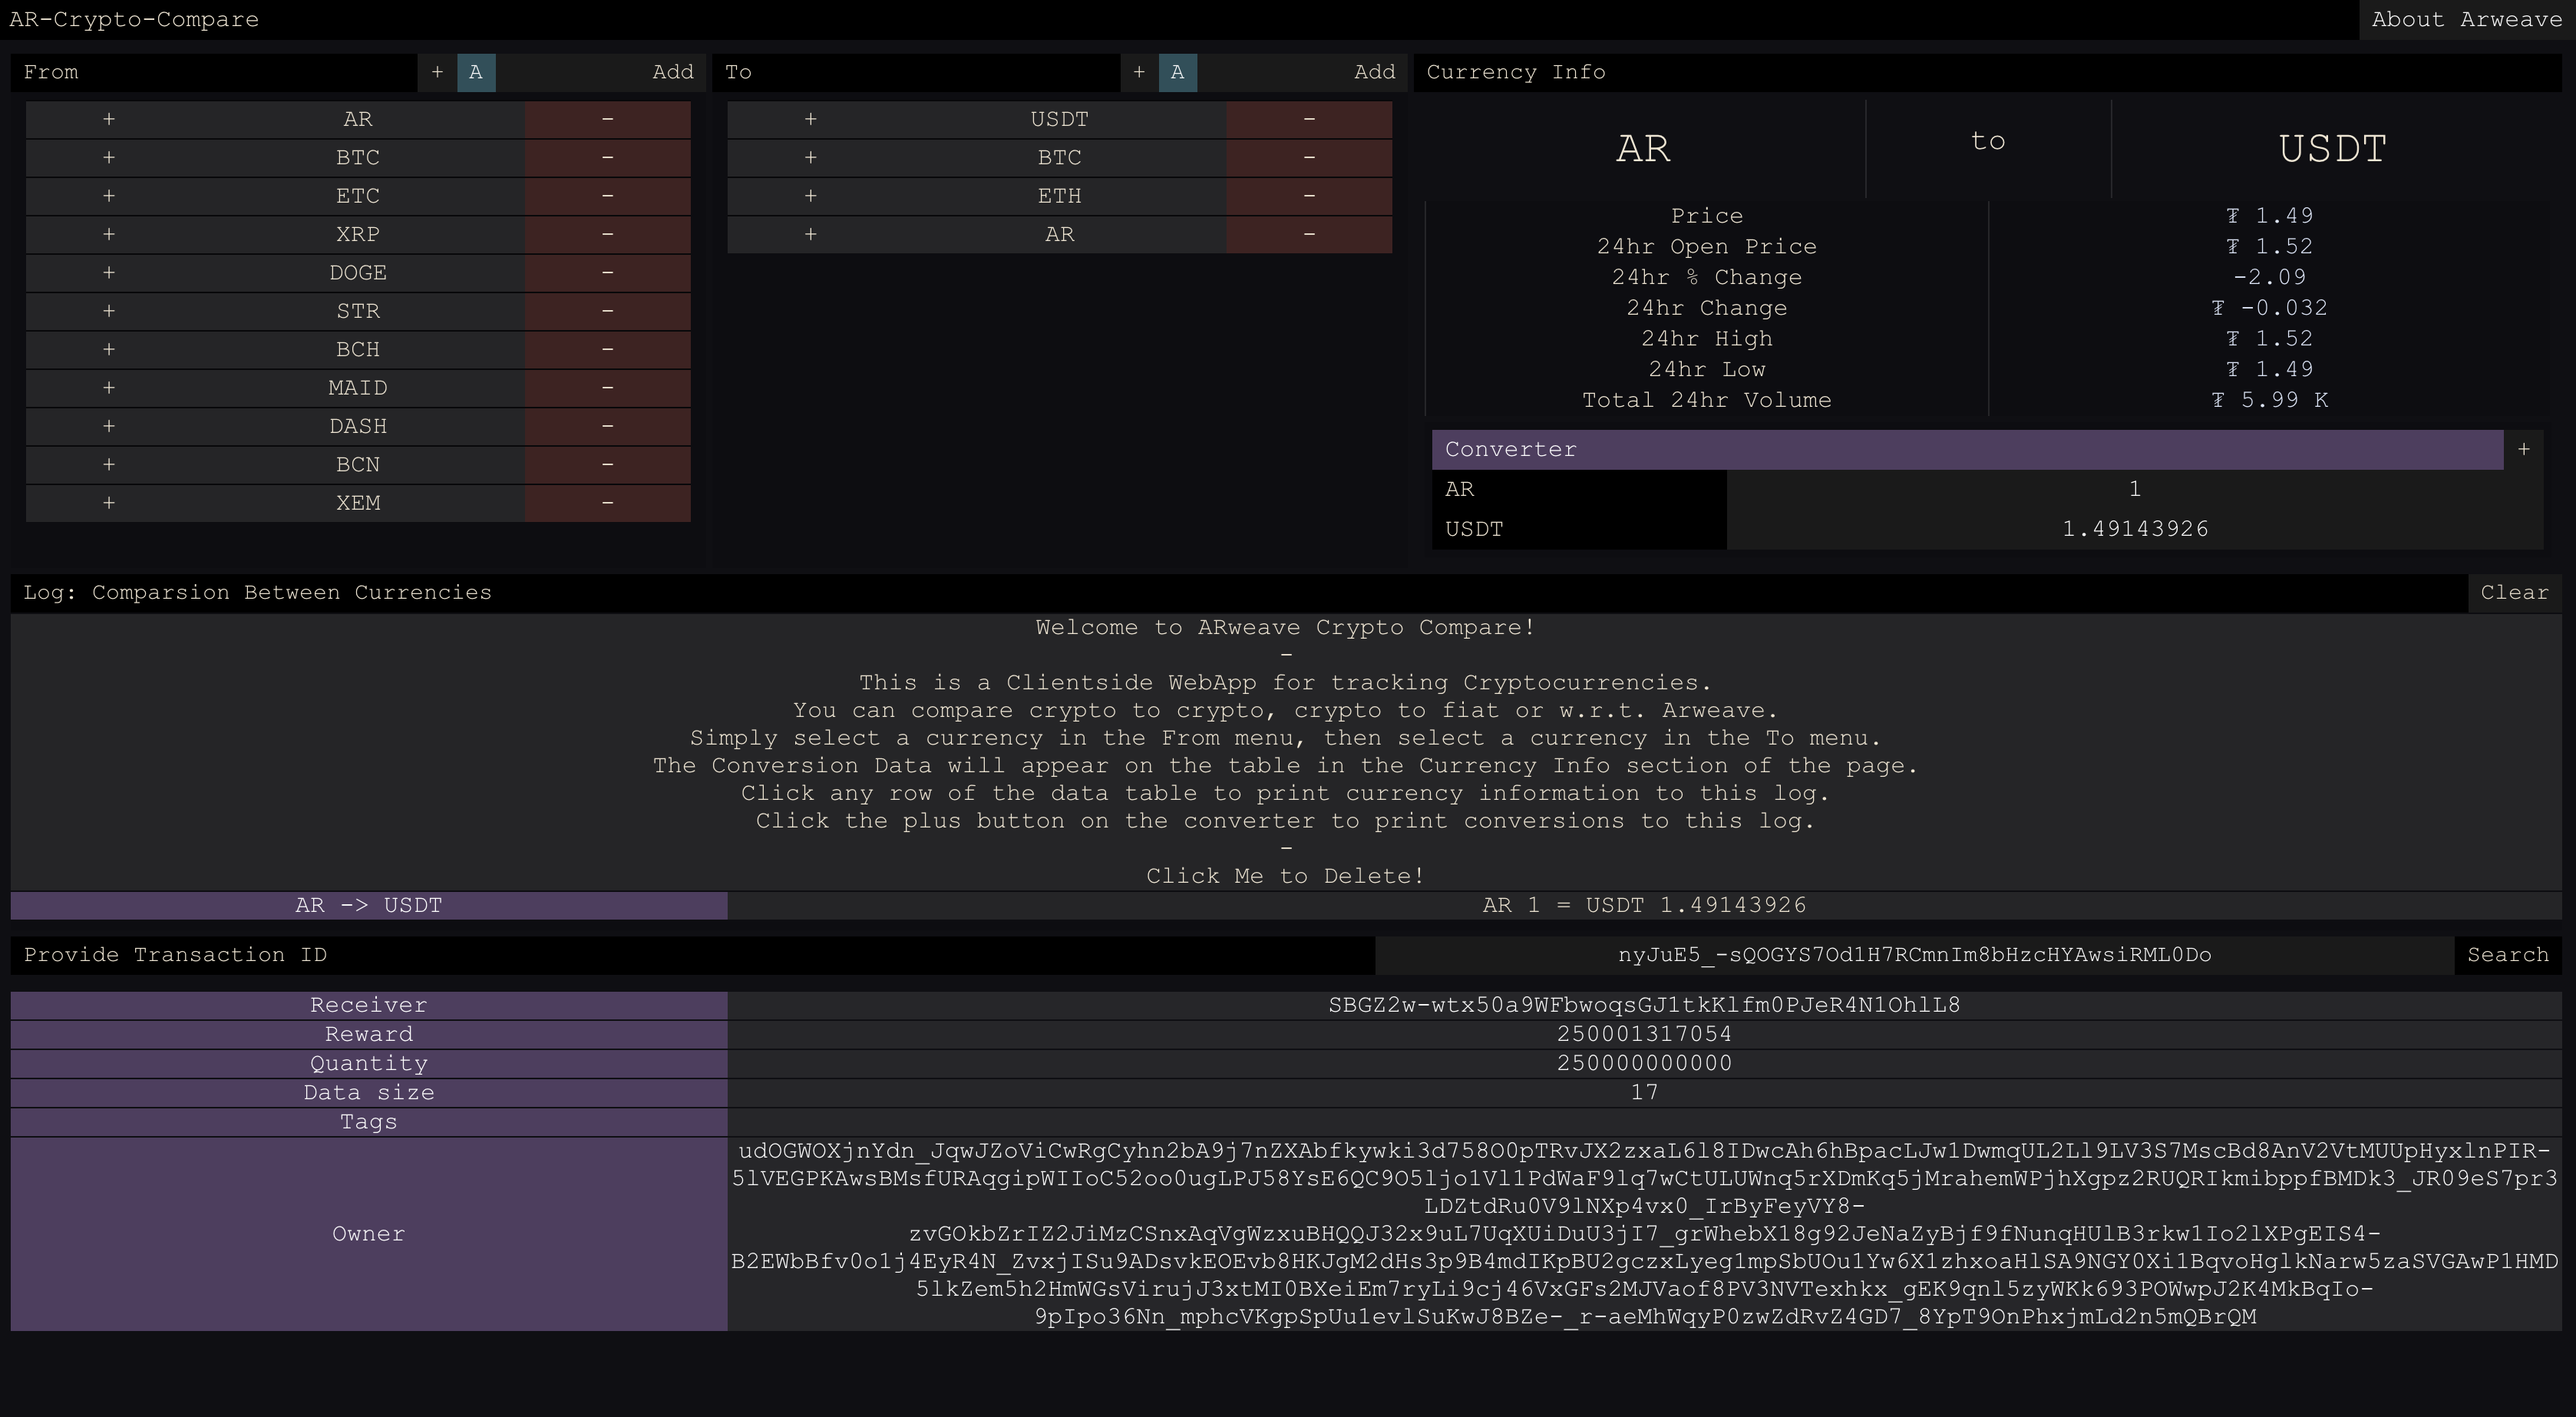 AR-Crypto-Compare
About Arweave
From + A Add
+ AR -
+ BTC -
+ ETC -
+ XRP -
+ DOGE -
+ STR -
+ BCH -
+ MAID -
+ DASH -
+ BCN -
+ XEM -
To + A Add
+ USDT -
+ BTC -
+ ETH -
+ AR -
Currency Info
AR to USDT
Price ₮ 1.49
24hr Open Price ₮ 1.52
24hr % Change -2.09
24hr Change ₮ -0.032
24hr High ₮ 1.52
24hr Low ₮ 1.49
Total 24hr Volume ₮ 5.99 K
Converter +
AR 1
USDT 1.49143926
Log: Comparsion Between Currencies Clear
Welcome to ARweave Crypto Compare!
-
This is a Clientside WebApp for tracking Cryptocurrencies.
You can compare crypto to crypto, crypto to fiat or w.r.t. Arweave.
Simply select a currency in the From menu, then select a currency in the To menu.
The Conversion Data will appear on the table in the Currency Info section of the page.
Click any row of the data table to print currency information to this log.
Click the plus button on the converter to print conversions to this log.
-
Click Me to Delete!
AR -> USDT AR 1 = USDT 1.49143926
Provide Transaction ID nyJuE5_-sQOGYS7Od1H7RCmnIm8bHzcHYAwsiRML0Do Search
Receiver SBGZ2w-wtx50a9WFbwoqsGJ1tkKlfm0PJeR4N1OhlL8
Reward 250001317054
Quantity 250000000000
Data size 17
Tags
Owner
udOGWOXjnYdn_JqwJZoViCwRgCyhn2bA9j7nZXAbfkywki3d758O0pTRvJX2zxaL6l8IDwcAh6hBpacLJw1DwmqUL2Ll9LV3S7MscBd8AnV2VtMUUpHyxlnPIR-
5lVEGPKAwsBMsfURAqgipWIIoC52oo0ugLPJ58YsE6QC9O5ljo1Vl1PdWaF9lq7wCtULUWnq5rXDmKq5jMrahemWPjhXgpz2RUQRIkmibppfBMDk3_JR09eS7pr3
LDZtdRu0V9lNXp4vx0_IrByFeyVY8-
zvGOkbZrIZ2JiMzCSnxAqVgWzxuBHQQJ32x9uL7UqXUiDuU3jI7_grWhebX18g92JeNaZyBjf9fNunqHUlB3rkw1Io2lXPgEIS4-
B2EWbBfv0o1j4EyR4N_ZvxjISu9ADsvkEOEvb8HKJgM2dHs3p9B4mdIKpBU2gczxLyeg1mpSbUOu1Yw6X1zhxoaHlSA9NGY0Xi1BqvoHglkNarw5zaSVGAwP1HMD
5lkZem5h2HmWGsVirujJ3xtMI0BXeiEm7ryLi9cj46VxGFs2MJVaof8PV3NVTexhkx_gEK9qnl5zyWKk693POWwpJ2K4MkBqIo-
9pIpo36Nn_mphcVKgpSpUu1evlSuKwJ8BZe-_r-aeMhWqyP0zwZdRvZ4GD7_8YpT9OnPhxjmLd2n5mQBrQM